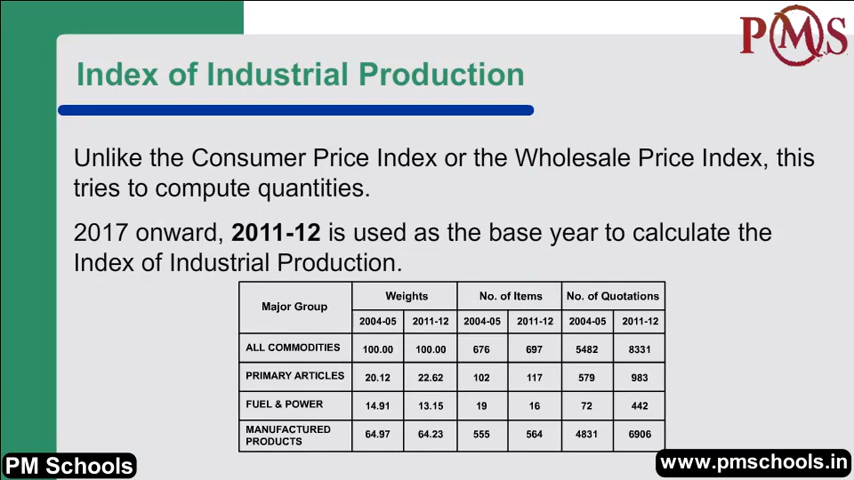 PMS
Index of Industrial Production
Unlike the Consumer Price Index or the Wholesale Price Index, this
tries to compute quantities.
2017 onward, 2011-12 is used as the base year to calculate the
Index of Industrial Production.
Major Group Weights No. of Items No. of Quotations
2004-05 2011-12 2004-05 2011-12 2004-05 2011-12
ALL COMMODITIES 100.00 100.00 676 697 5482 8331
PRIMARY ARTICLES 20.12 22.62 102 117 579 983
FUEL & POWER 14.91 13.15 19 16 72 442
MANUFACTURED
PRODUCTS 64.97 64.23 555 564 4831 6906
PM Schools
www.pmschools.in